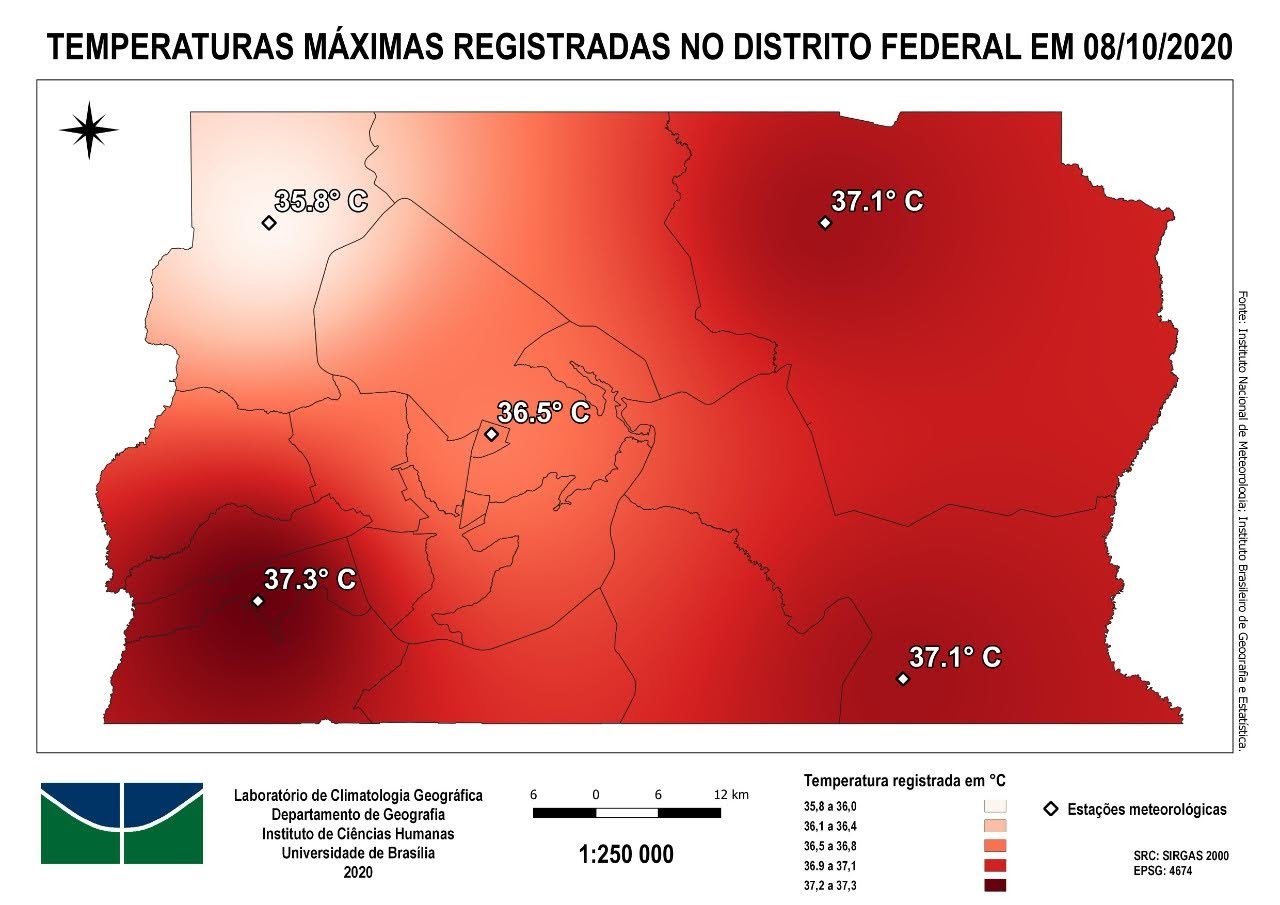 TEMPERATURAS MÁXIMAS REGISTRADAS NO DISTRITO FEDERAL EM 08/10/2020
35.8° C
37.1° C
36.5° C
37.3° C
37.1° C
Fonte: Instituto Nacional de Meteorologia; Instituto Brasileiro de Geografia e Estatística.
Laboratório de Climatologia Geográfica
Departamento de Geografia
Instituto de Ciências Humanas
Universidade de Brasília
2020
6 0 6 12 km
1:250 000
Temperatura registrada em °C
35,8 a 36,0
36,1 a 36,4
36,5 a 36,8
36.9 a 37,1
37,2 a 37,3
Estações meteorológicas
SRC: SIRGAS 2000
EPSG: 4674